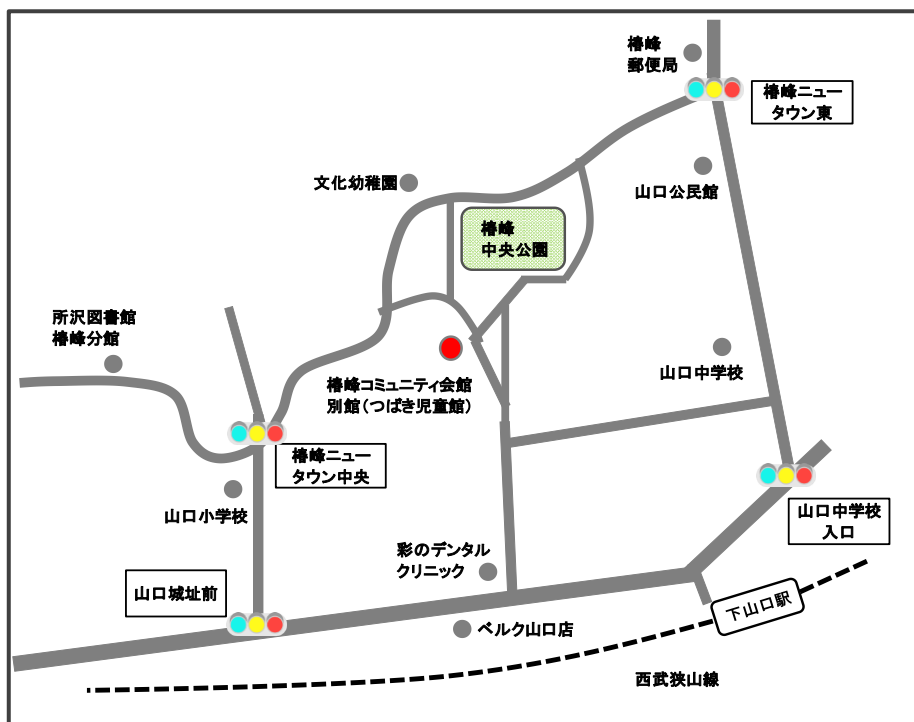 椿峰
郵便局
椿峰ニュー
タウン東
文化幼稚園
山口公民館
椿峰
中央公園
所沢図書館
椿峰分館
山口中学校
椿峰コミュニティ会館
別館(つばき児童館)
椿峰ニュー
タウン中央
山口小学校
山口中学校
入口
彩のデンタル
クリニック
山口城址前
下山口駅
ベルク山口店
西武狭山線